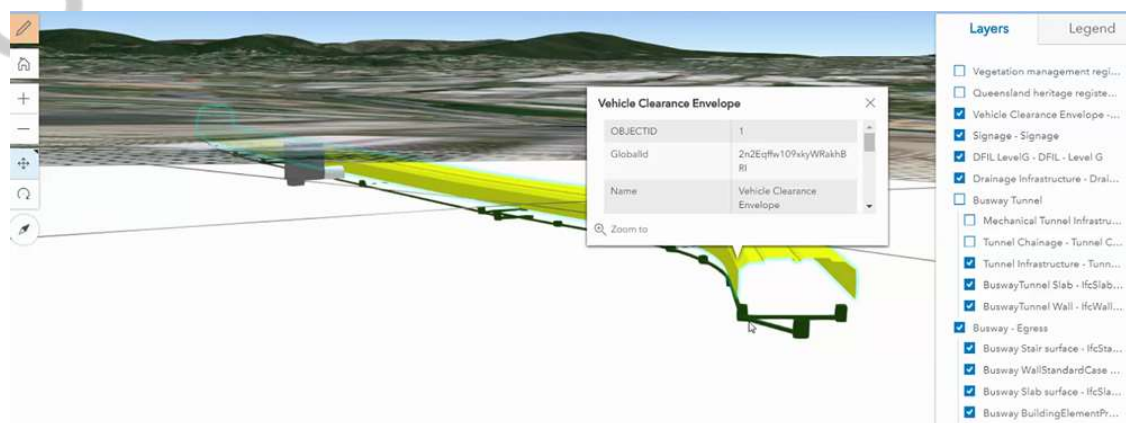 Layers
Legend
Vegetation management regi...
Queensland heritage registe...
Vehicle Clearance Envelope -...
Signage - Signage
DFIL LevelG - DFIL - Level G
Drainage Infrastructure - Drai...
Busway Tunnel
Mechanical Tunnel Infrastru...
Tunnel Chainage - Tunnel C...
Tunnel Infrastructure - Tunn...
BuswayTunnel Slab - IfcSlab...
BuswayTunnel Wall - IfcWall...
Busway - Egress
Busway Stair surface - IfcSta...
Busway WallStandardCase ...
Busway Slab surface - IfcSla...
Busway BuildingElementPr...
Vehicle Clearance Envelope
OBJECTID 1
GlobalId
Name Vehicle Clearance
Envelope
Zoom to